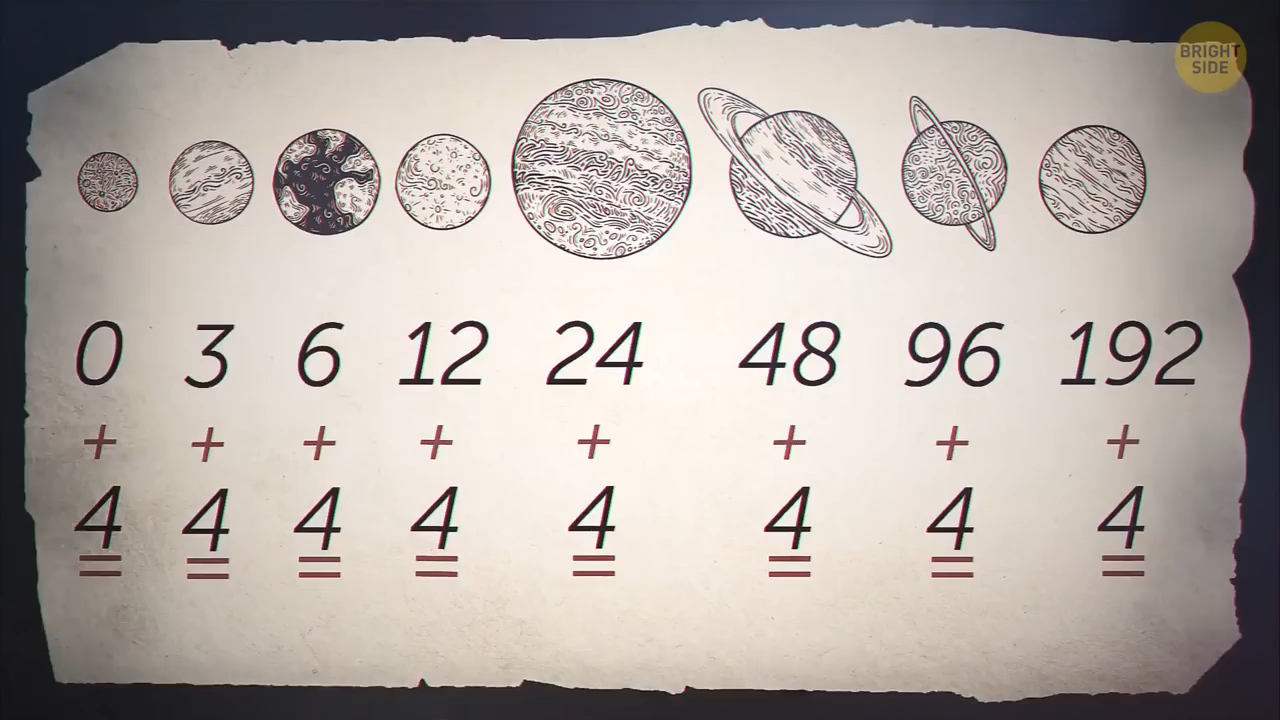 BRIGHT
SIDE
0 3 6 12 24 48 96 192
+ + + + + + + +
4 4 4 4 4 4 4 4
= = = = = = = =